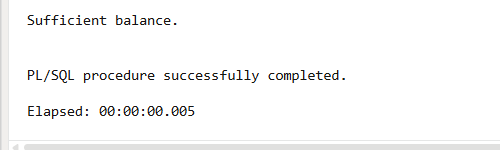 Sufficient balance.
PL/SQL procedure successfully completed.
Elapsed: 00:00:00.005